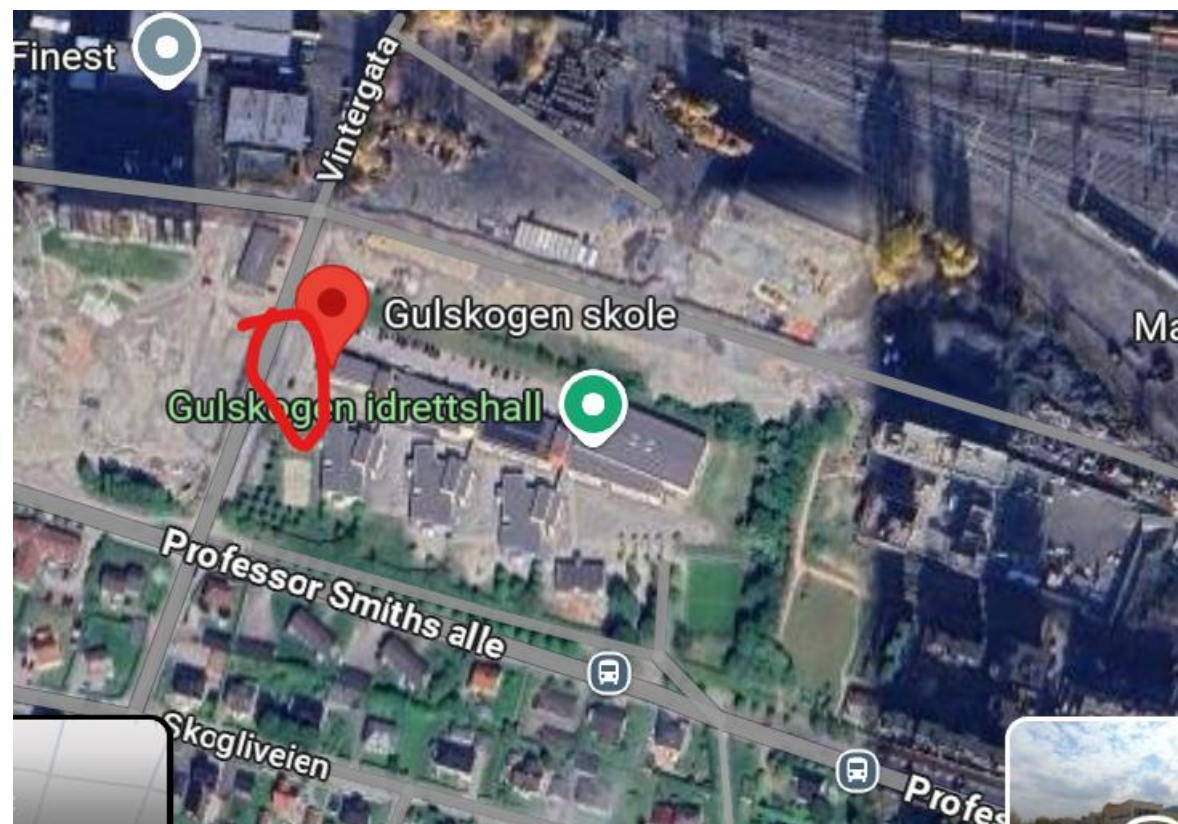 Finest
Vintergata
Gulskogen skole
Ma
Gulskogen idrettshall
Professor Smiths alle
Skogliveien
Profes